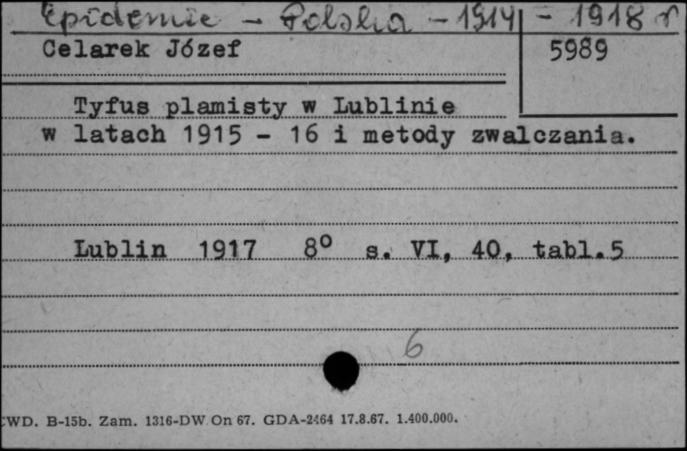 Epidemie - Polska - 1914 - 1918 r
Celarek Józef
5989
Tyfus plamisty w Lublinie
w latach 1915 - 16 i metody zwalczania.
Lublin 1917 8° s. VI, 40, tabl.5
6
CWD. B-15b. Zam. 1316-DW On 67. GDA-2464 17.8.67. 1.400.000.